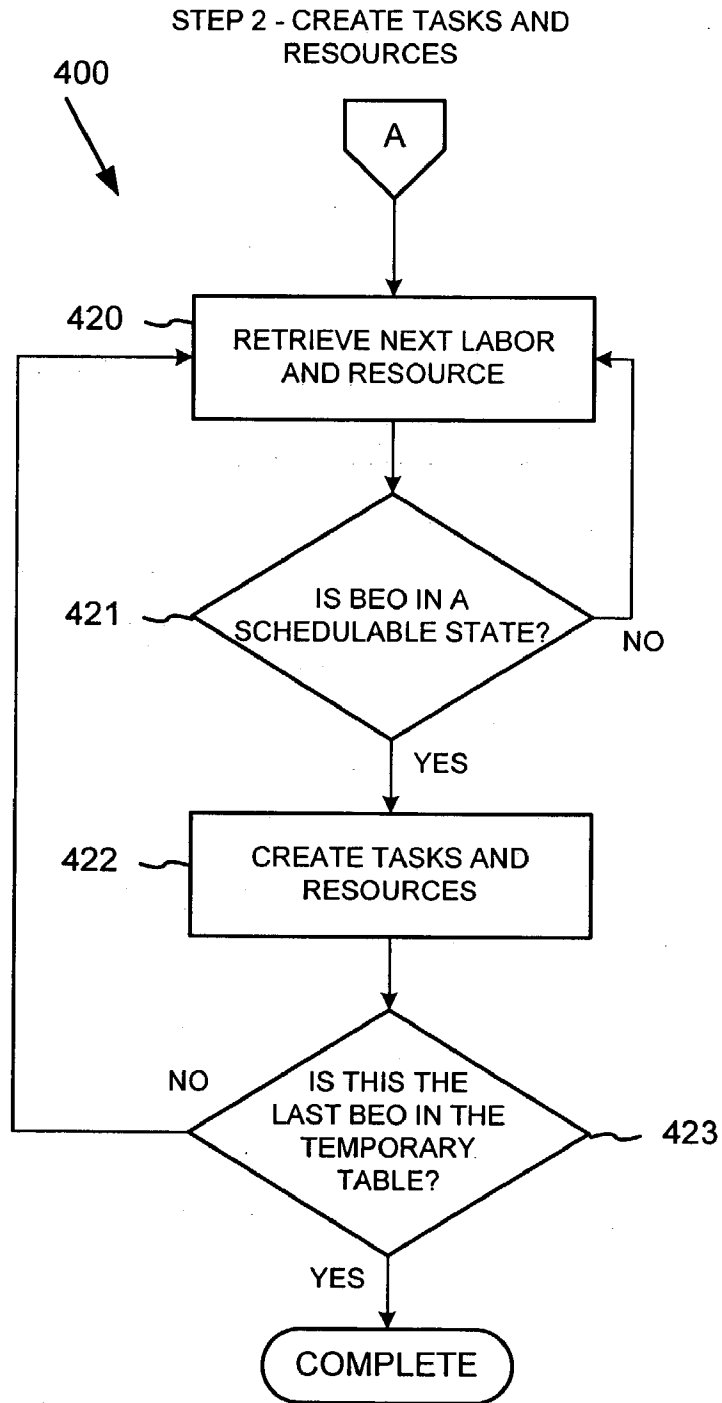 STEP 2 - CREATE TASKS AND
RESOURCES
400
A
420
RETRIEVE NEXT LABOR
AND RESOURCE
421
IS BEO IN A
SCHEDULABLE STATE?
NO
YES
422
CREATE TASKS AND
RESOURCES
NO
IS THIS THE
LAST BEO IN THE
TEMPORARY
TABLE?
423
YES
COMPLETE